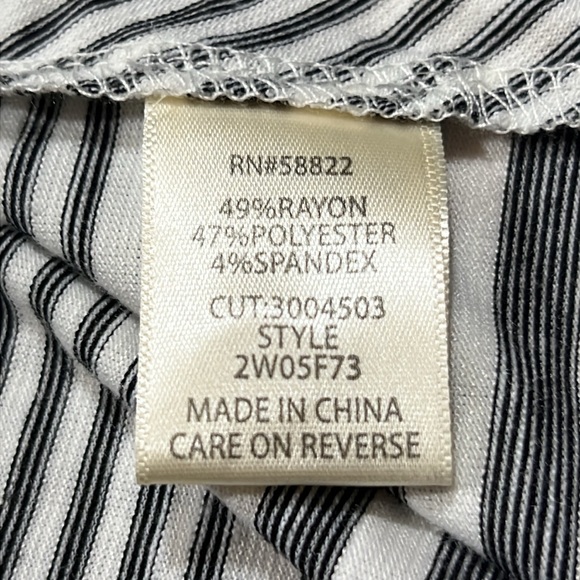 RN#58822
49%RAYON
47%POLYESTER
4%SPANDEX
CUT:3004503
STYLE
2W05F73
MADE IN CHINA
CARE ON REVERSE